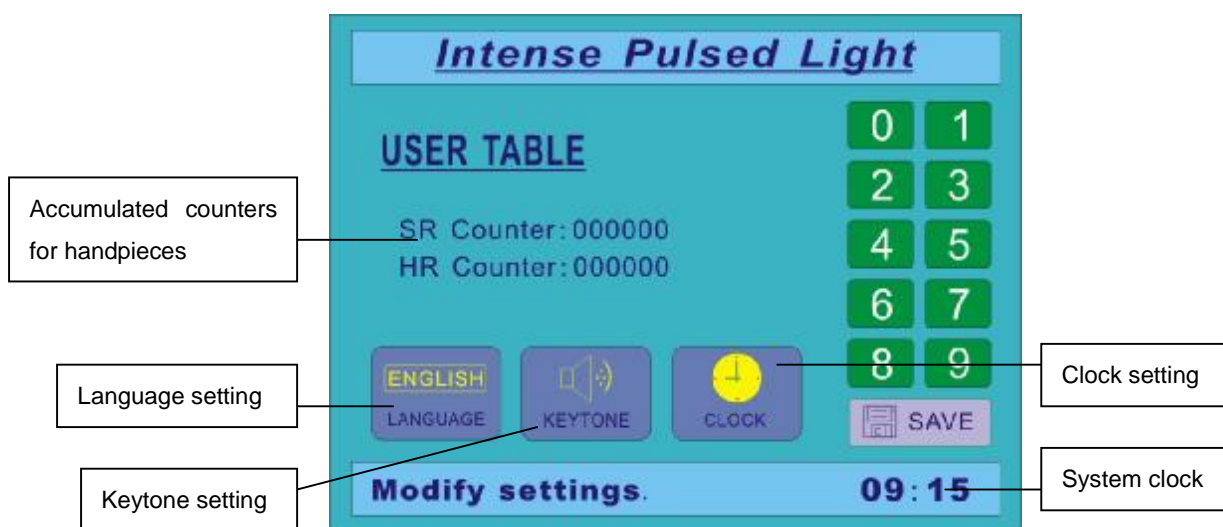 Intense Pulsed Light
USER TABLE
SR Counter:000000
HR Counter:000000
0 1
2 3
4 5
6 7
8 9
ENGLISH
LANGUAGE
KEYTONE
CLOCK
SAVE
Modify settings.
09:15
Accumulated counters
for handpieces
Language setting
Keytone setting
Clock setting
System clock